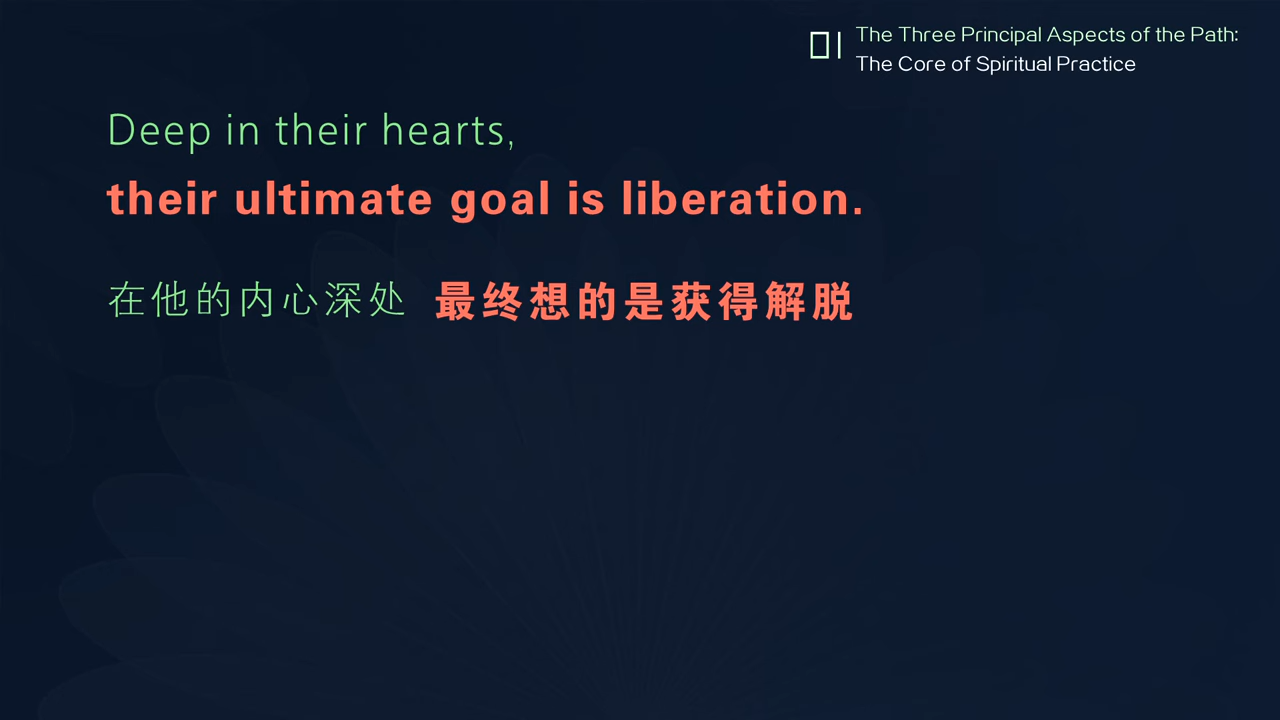 The Three Principal Aspects of the Path:
The Core of Spiritual Practice
Deep in their hearts,
their ultimate goal is liberation.
在他的内心深处 最终想的是获得解脱